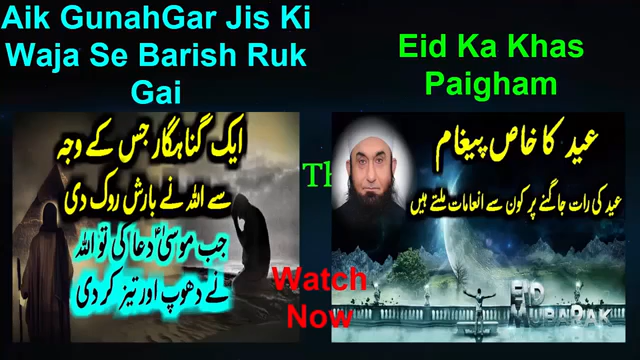 Aik GunahGar Jis Ki
Waja Se Barish Ruk
Gai
ایک گناہگار جس کے وجہ
سے اللہ نے بارش روک دی
جب موسیٰؑ دعا کی تو اللہ
نے دھوپ اور تیز کر دی
Eid Ka Khas
Paigham
عید کا خاص پیغام
عید کی رات جاگنے پر کون سے انعامات ملتے ہیں
EID
MUBARAK
Th
Watch
Now